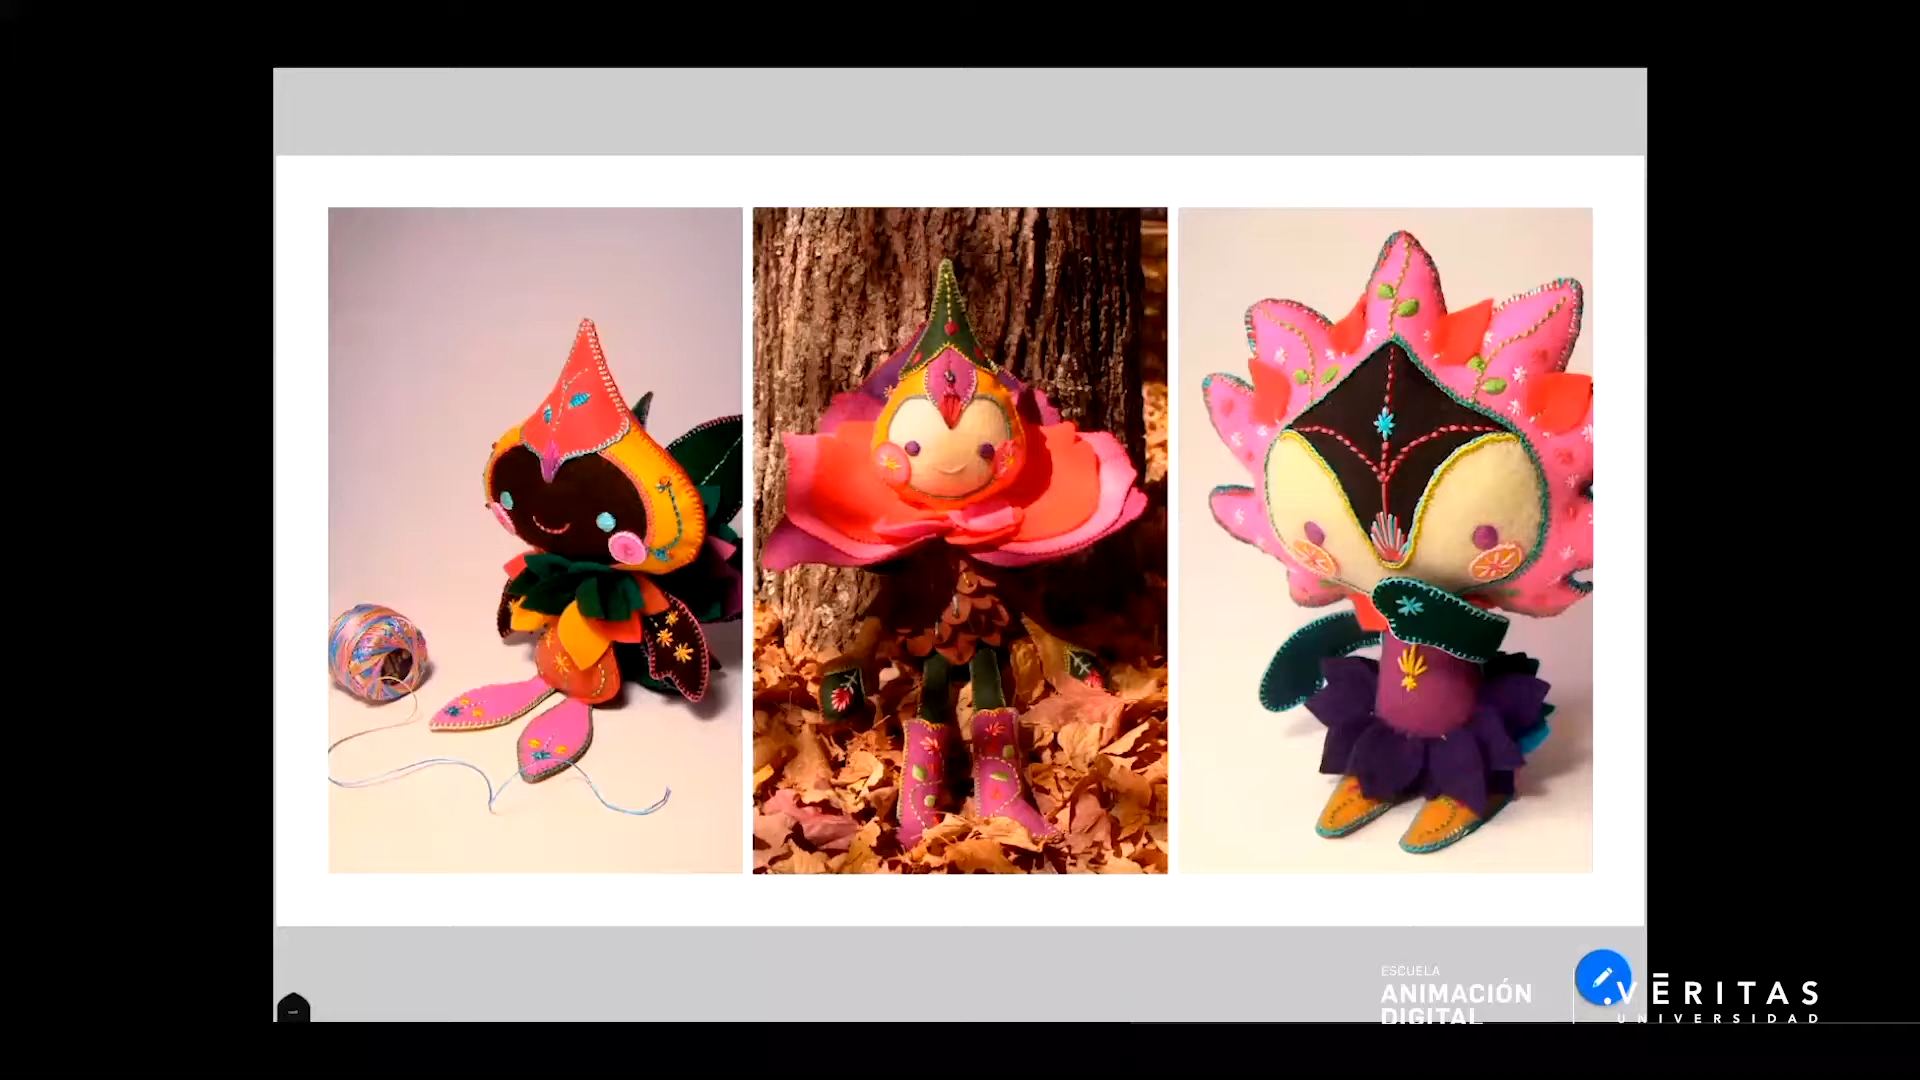 ESCUELA
ANIMACIÓN
DIGITAL
.VĒRITAS
UNIVERSIDAD